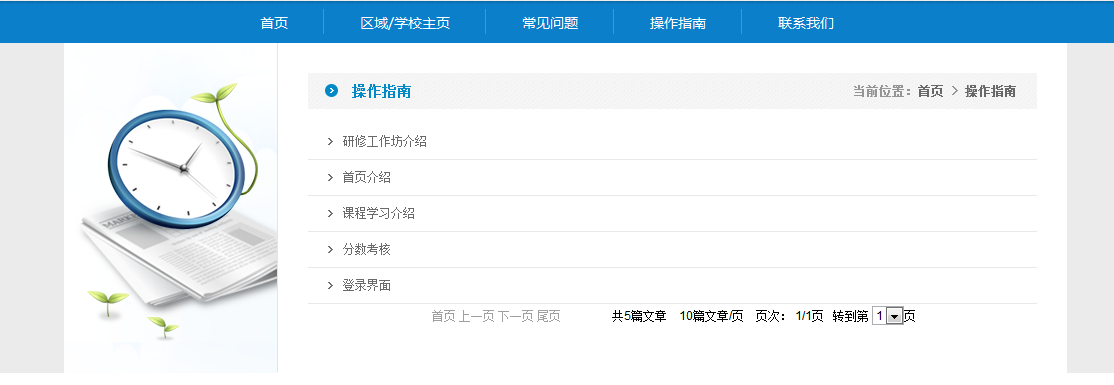 首页 区域/学校主页 常见问题 操作指南 联系我们
操作指南 当前位置：首页 > 操作指南
研修工作坊介绍
首页介绍
课程学习介绍
分数考核
登录界面
首页 上一页 下一页 尾页 共5篇文章 10篇文章/页 页次： 1/1页 转到第 1 页